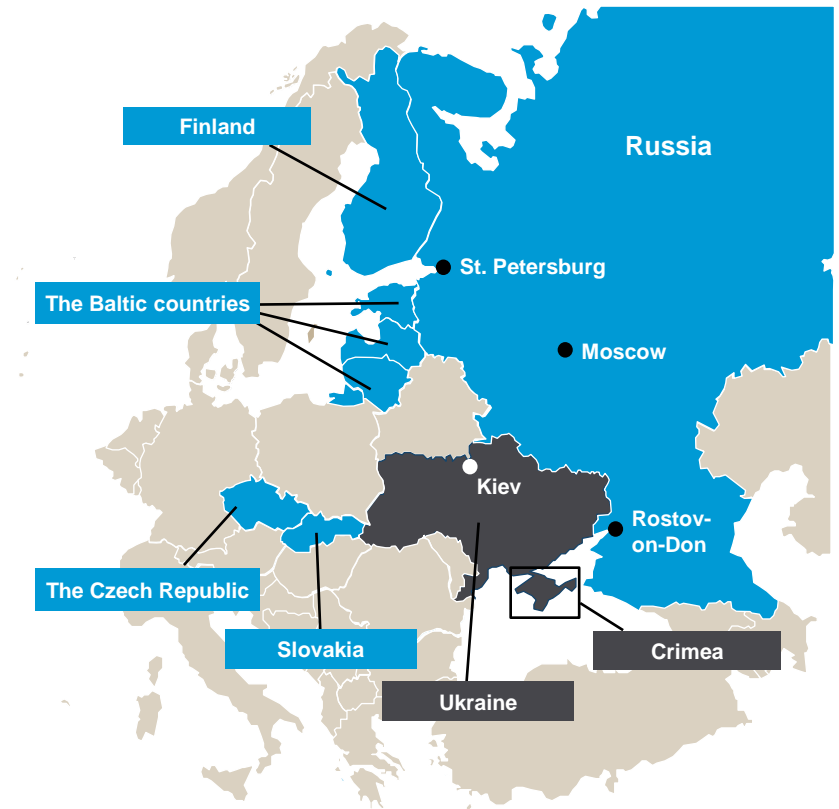 Finland
Russia
St. Petersburg
The Baltic countries
Moscow
Kiev
Rostov-
on-Don
The Czech Republic
Slovakia
Crimea
Ukraine